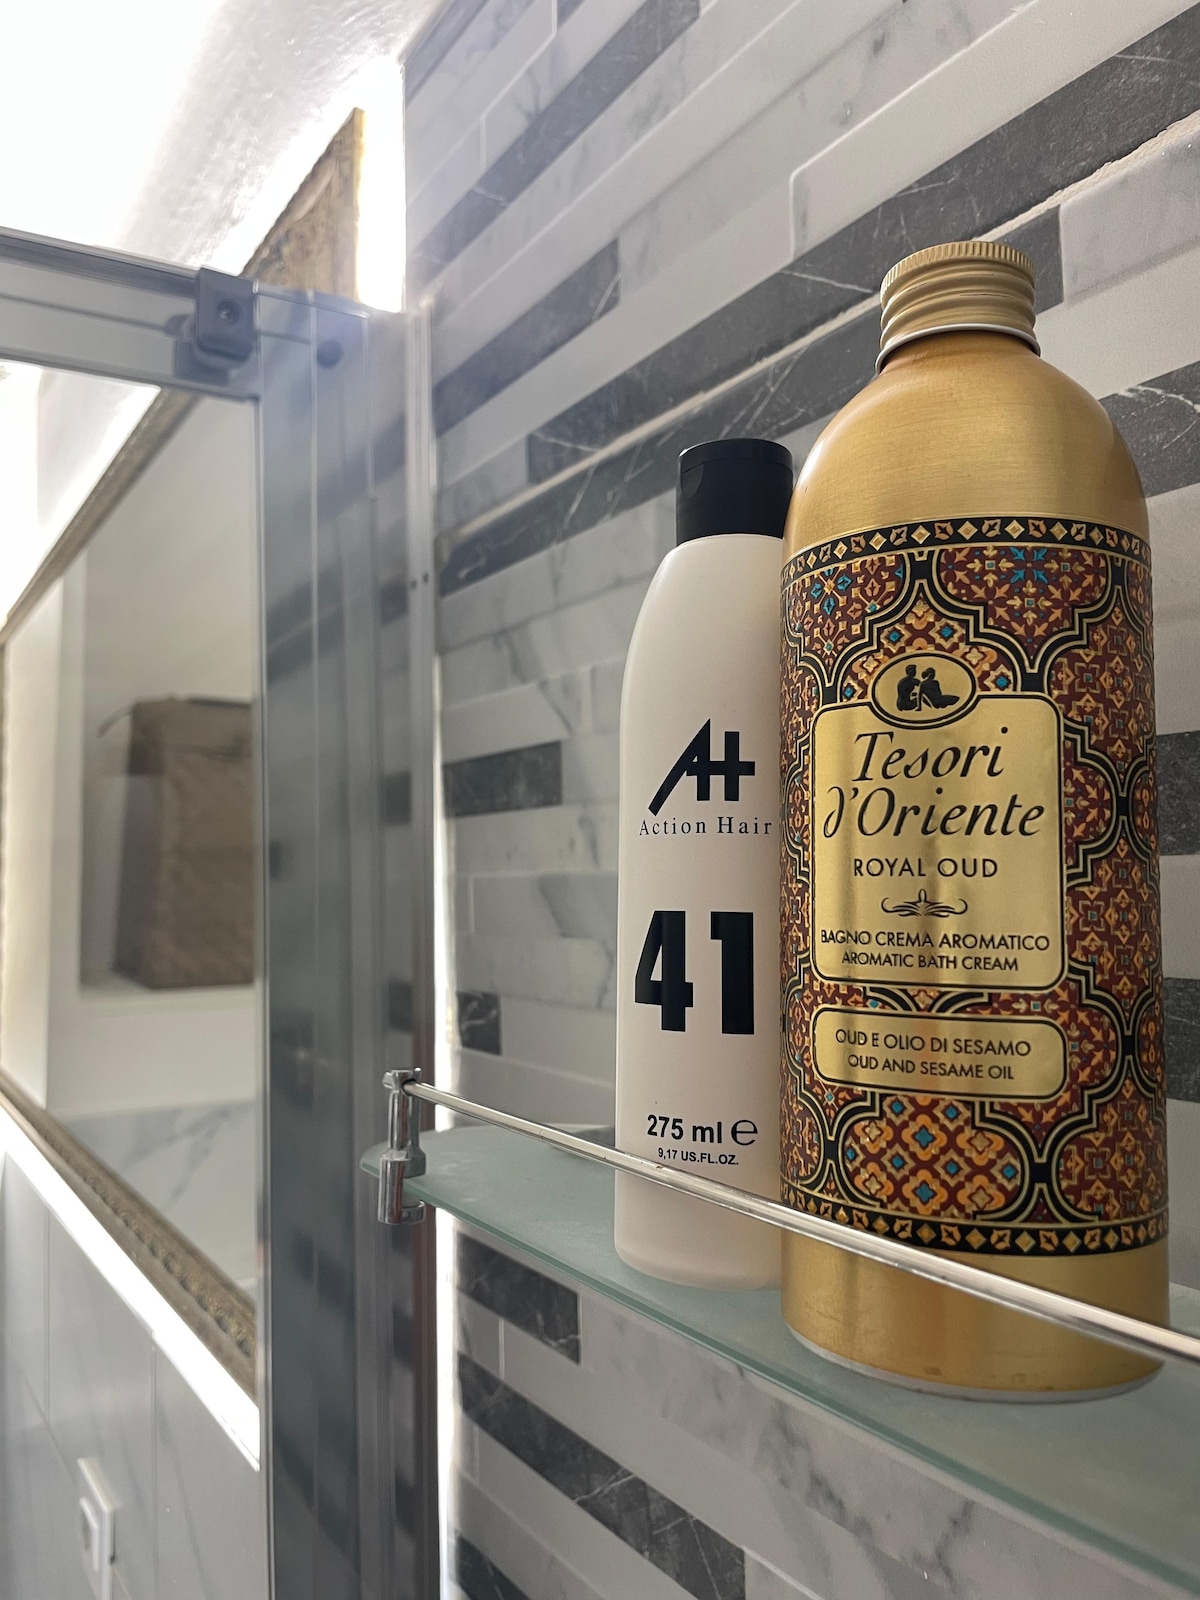 A+
Action Hair
41
275 ml ℮
9,17 US.FL.OZ.
Tesori
d'Oriente
ROYAL OUD
BAGNO CREMA AROMATICO
AROMATIC BATH CREAM
OUD E OLIO DI SESAMO
OUD AND SESAME OIL